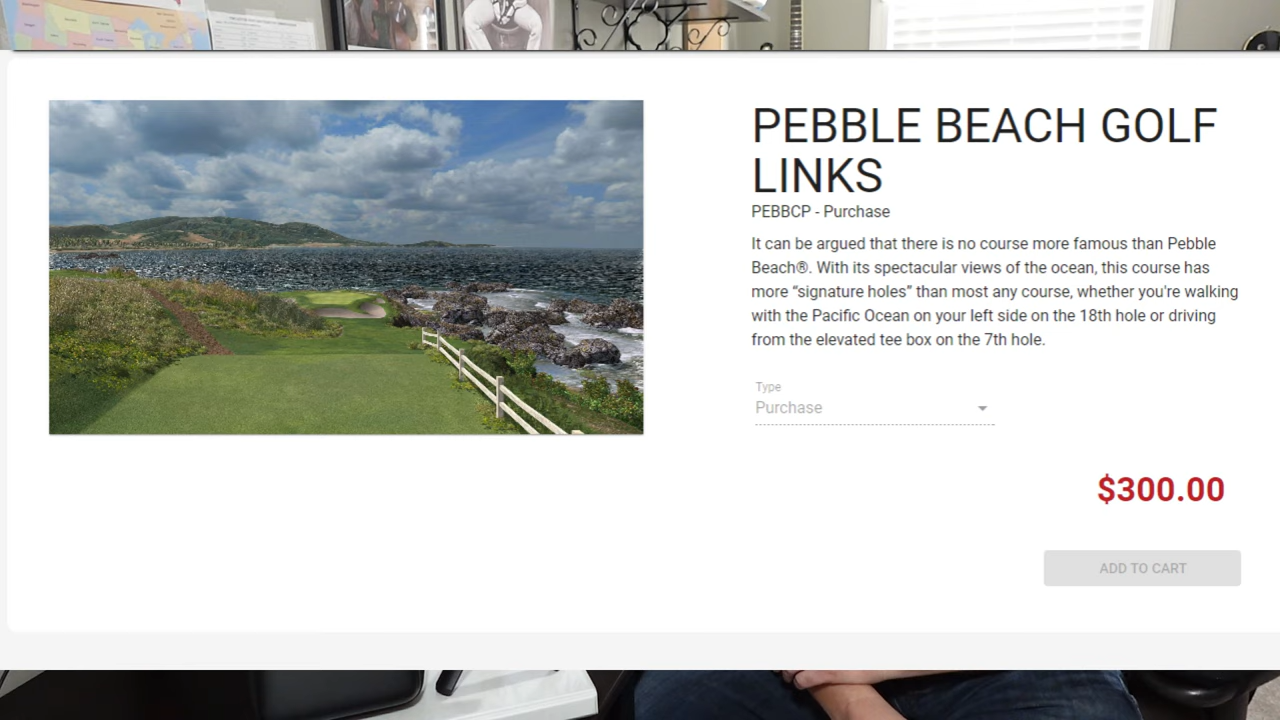 PEBBLE BEACH GOLF
LINKS
PEBBCP - Purchase
It can be argued that there is no course more famous than Pebble
Beach®. With its spectacular views of the ocean, this course has
more “signature holes” than most any course, whether you're walking
with the Pacific Ocean on your left side on the 18th hole or driving
from the elevated tee box on the 7th hole.
Type
Purchase
$300.00
ADD TO CART